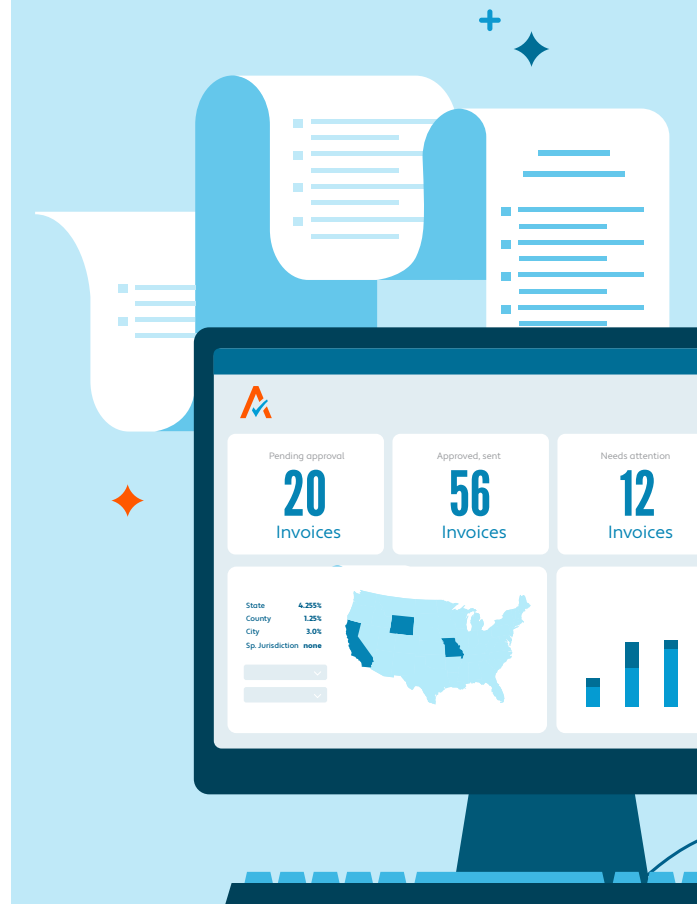 Pending approval
20
Invoices
Approved, sent
56
Invoices
Needs attention
12
Invoices
State 4.255%
County 1.25%
City 3.0%
Sp. Jurisdiction none